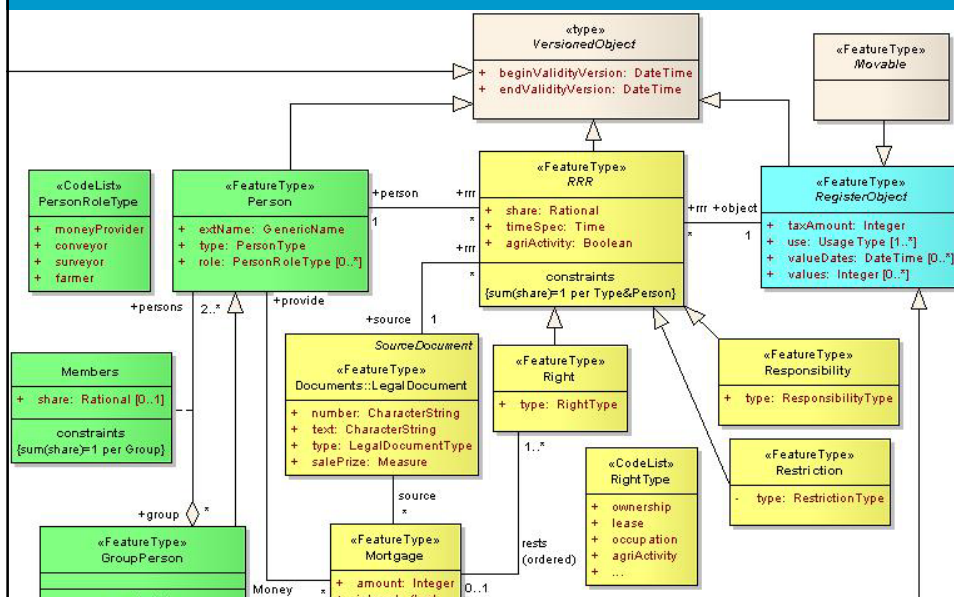 «type»
VersionedObject
+ beginValidityVersion: DateTime
+ endValidityVersion: DateTime
«FeatureType»
Movable
«CodeList»
PersonRoleType
+ moneyProvider
+ conveyor
+ surveyor
+ farmer
«FeatureType»
Person
+ extName: GenericName
+ type: PersonType
+ role: PersonRoleType [0..*]
+person
1
+rrr
*
«FeatureType»
RRR
+ share: Rational
+ timeSpec: Time
+ agriActivity: Boolean
constraints
{sum(share)=1 per Type&Person}
+rrr
*
+rrr +object
* 1
«FeatureType»
RegisterObject
+ taxAmount: Integer
+ use: UsageType [1..*]
+ valueDates: DateTime [0..*]
+ values: Integer [0..*]
+persons
2..*
+provide
+source 1
Members
+ share: Rational [0..1]
constraints
{sum(share)=1 per Group}
SourceDocument
«FeatureType»
Documents::LegalDocument
+ number: CharacterString
+ text: CharacterString
+ type: LegalDocumentType
+ salePrize: Measure
«FeatureType»
Right
+ type: RightType
«FeatureType»
Responsibility
+ type: ResponsibilityType
«FeatureType»
Restriction
- type: RestrictionType
1..*
«CodeList»
RightType
+ ownership
+ lease
+ occupation
+ agriActivity
+ ...
source
*
+group *
«FeatureType»
GroupPerson
«FeatureType»
Mortgage
+ amount: Integer
rests
(ordered)
0..1
Money *